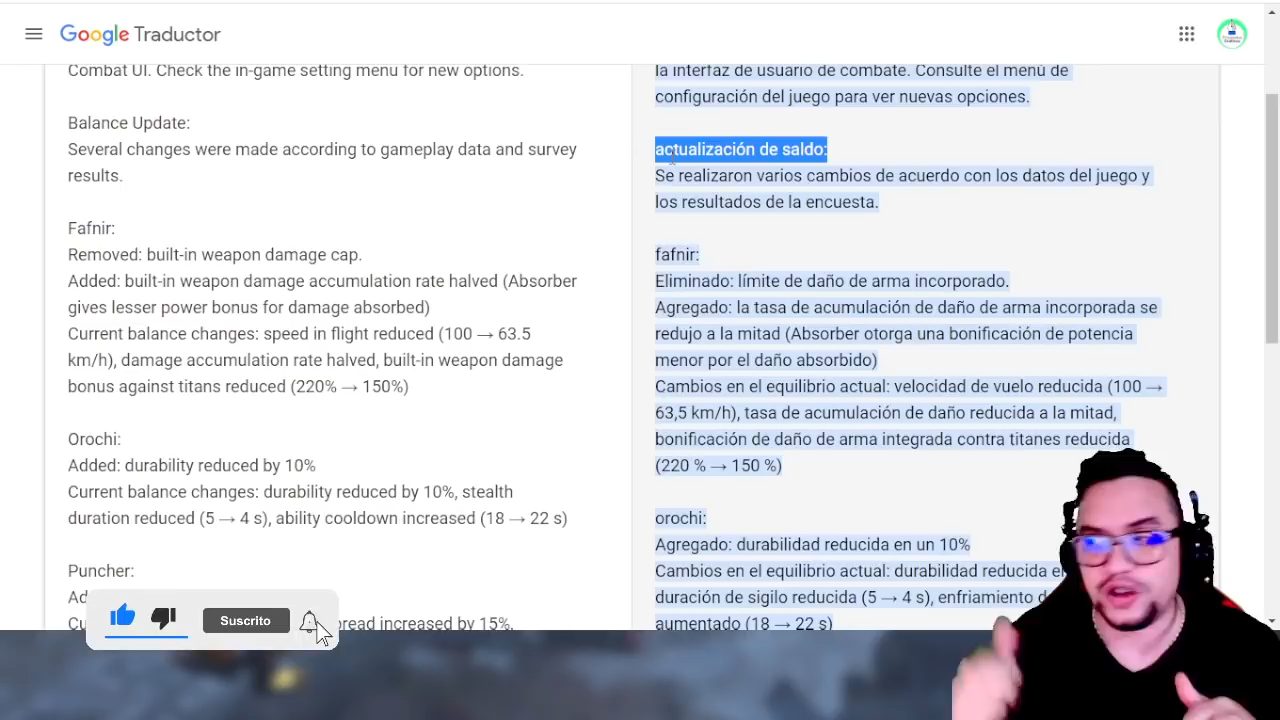 Google Traductor
Combat UI. Check the in-game setting menu for new options.
Balance Update:
Several changes were made according to gameplay data and survey
results.
Fafnir:
Removed: built-in weapon damage cap.
Added: built-in weapon damage accumulation rate halved (Absorber
gives lesser power bonus for damage absorbed)
Current balance changes: speed in flight reduced (100 → 63.5
km/h), damage accumulation rate halved, built-in weapon damage
bonus against titans reduced (220% → 150%)
Orochi:
Added: durability reduced by 10%
Current balance changes: durability reduced by 10%, stealth
duration reduced (5 → 4 s), ability cooldown increased (18 → 22 s)
Puncher:
increased by 15%.
la interfaz de usuario de combate. Consulte el menú de
configuración del juego para ver nuevas opciones.
actualización de saldo:
Se realizaron varios cambios de acuerdo con los datos del juego y
los resultados de la encuesta.
fafnir:
Eliminado: límite de daño de arma incorporado.
Agregado: la tasa de acumulación de daño de arma incorporada se
redujo a la mitad (Absorber otorga una bonificación de potencia
menor por el daño absorbido)
Cambios en el equilibrio actual: velocidad de vuelo reducida (100 →
63,5 km/h), tasa de acumulación de daño reducida a la mitad,
bonificación de daño de arma integrada contra titanes reducida
(220 % → 150 %)
orochi:
Agregado: durabilidad reducida en un 10%
Cambios en el equilibrio actual: durabilidad reducida
duración de sigilo reducida (5 → 4 s), enfriamiento
aumentado (18 → 22 s)
Suscrito